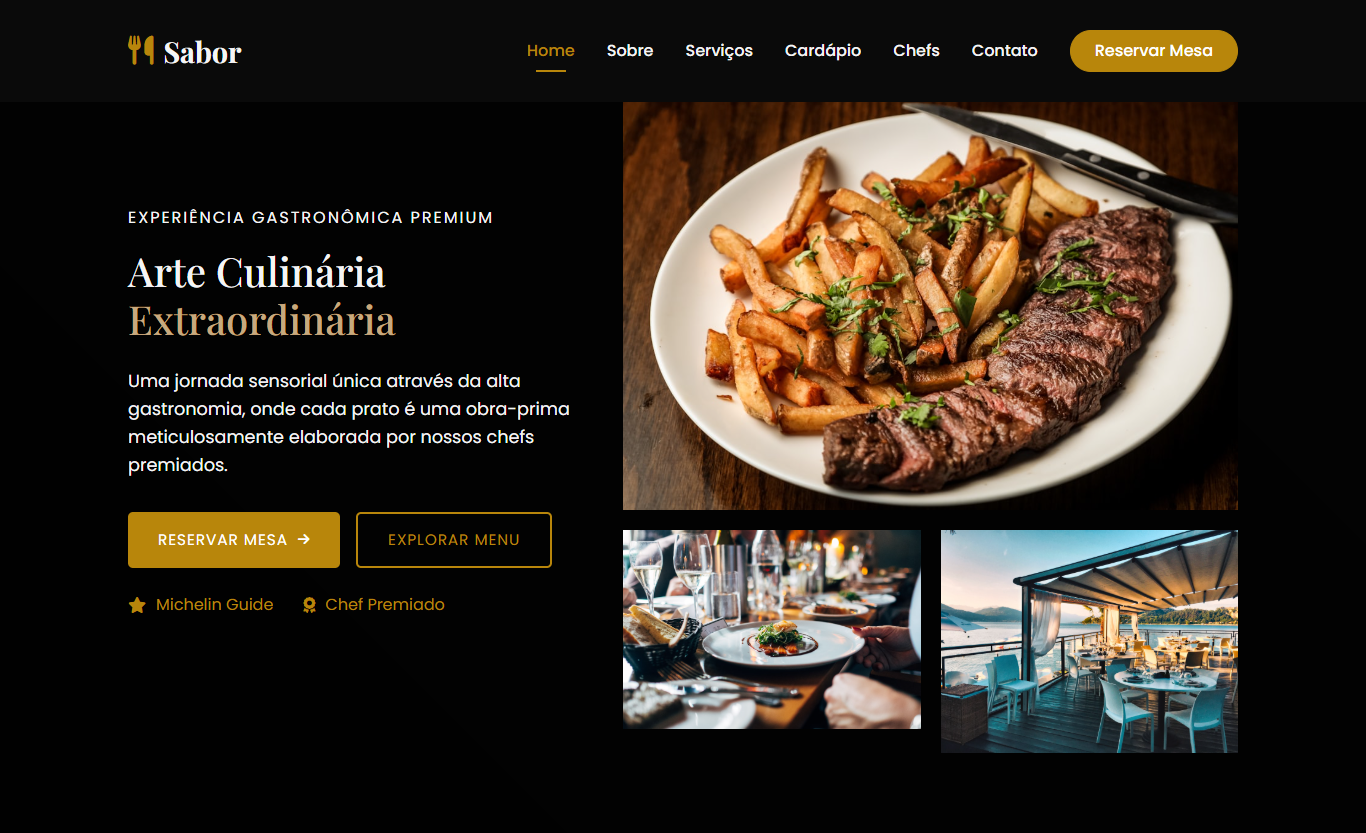 Sabor
Home Sobre Serviços Cardápio Chefs Contato Reservar Mesa
EXPERIÊNCIA GASTRONÔMICA PREMIUM
Arte Culinária
Extraordinária
Uma jornada sensorial única através da alta
gastronomia, onde cada prato é uma obra-prima
meticulosamente elaborada por nossos chefs
premiados.
RESERVAR MESA → EXPLORAR MENU
Michelin Guide Chef Premiado